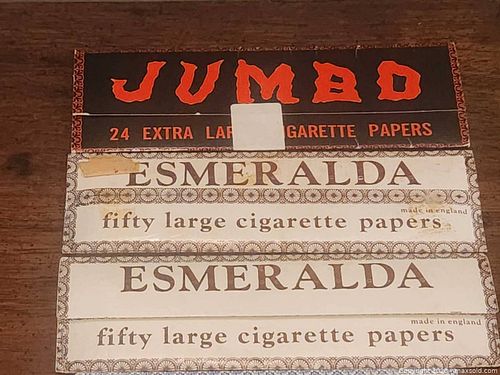 JUMBO
24 EXTRA CIGARETTE PAPERS
ESMERALDA
made in england
fifty large cigarette papers
ESMERALDA
made in england
fifty large cigarette papers